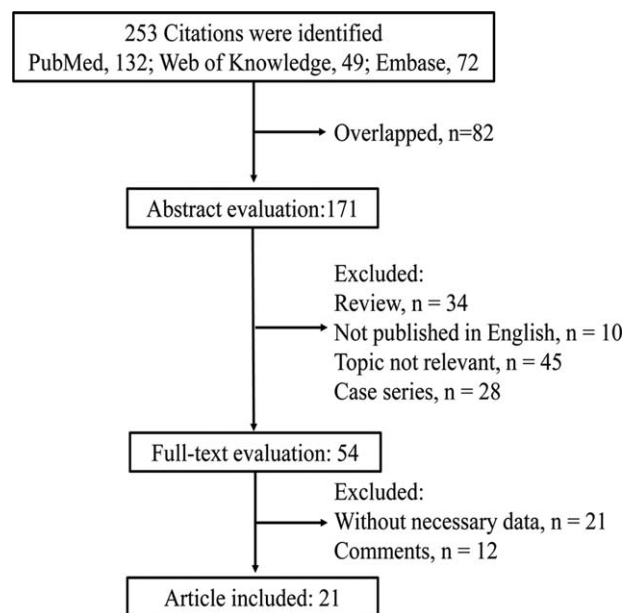 253 Citations were identified
PubMed, 132; Web of Knowledge, 49; Embase, 72
Overlapped, n=82
Abstract evaluation:171
Excluded:
Review, n = 34
Not published in English, n = 10
Topic not relevant, n = 45
Case series, n = 28
Full-text evaluation: 54
Excluded:
Without necessary data, n = 21
Comments, n = 12
Article included: 21